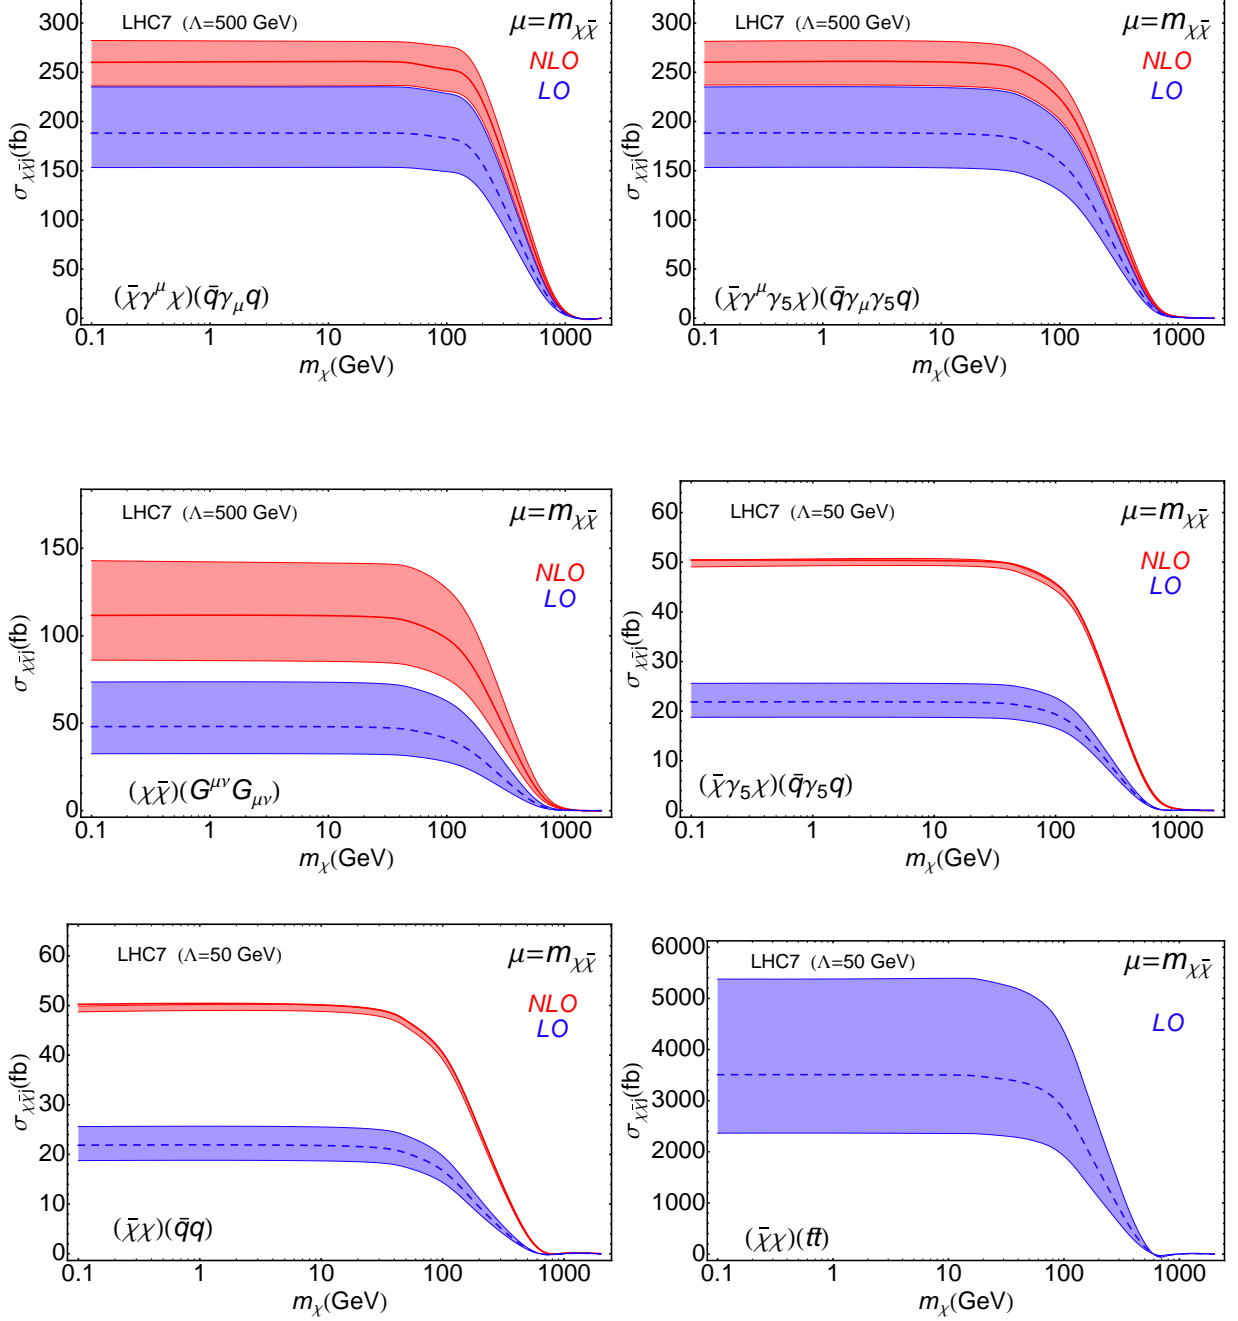 LHC7 (Λ=500 GeV)
μ=m_χχ̄
NLO
LO
300
250
200
150
100
50
0
σ_χχ̄j(fb)
(χ̄γ^μχ)(q̄γ_μq)
0.1 1 10 100 1000
m_χ(GeV)
LHC7 (Λ=500 GeV)
μ=m_χχ̄
NLO
LO
300
250
200
150
100
50
0
σ_χχ̄j(fb)
(χ̄γ^μγ_5χ)(q̄γ_μγ_5q)
0.1 1 10 100 1000
m_χ(GeV)
LHC7 (Λ=500 GeV)
μ=m_χχ̄
NLO
LO
150
100
50
0
σ_χχ̄j(fb)
(χχ̄)(G^μνG_μν)
0.1 1 10 100 1000
m_χ(GeV)
LHC7 (Λ=50 GeV)
μ=m_χχ̄
NLO
LO
60
50
40
30
20
10
0
σ_χχ̄j(fb)
(χ̄γ_5χ)(q̄γ_5q)
0.1 1 10 100 1000
m_χ(GeV)
LHC7 (Λ=50 GeV)
μ=m_χχ̄
NLO
LO
60
50
40
30
20
10
0
σ_χχ̄j(fb)
(χ̄χ)(q̄q)
0.1 1 10 100 1000
m_χ(GeV)
LHC7 (Λ=50 GeV)
μ=m_χχ̄
LO
6000
5000
4000
3000
2000
1000
0
σ_χχ̄j(fb)
(χ̄χ)(t̄t)
0.1 1 10 100 1000
m_χ(GeV)